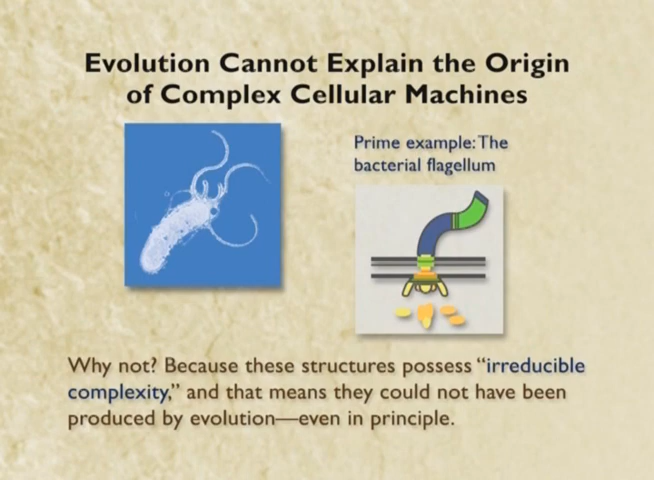 Evolution Cannot Explain the Origin
of Complex Cellular Machines
Prime example: The
bacterial flagellum
Why not? Because these structures possess “irreducible
complexity,” and that means they could not have been
produced by evolution—even in principle.